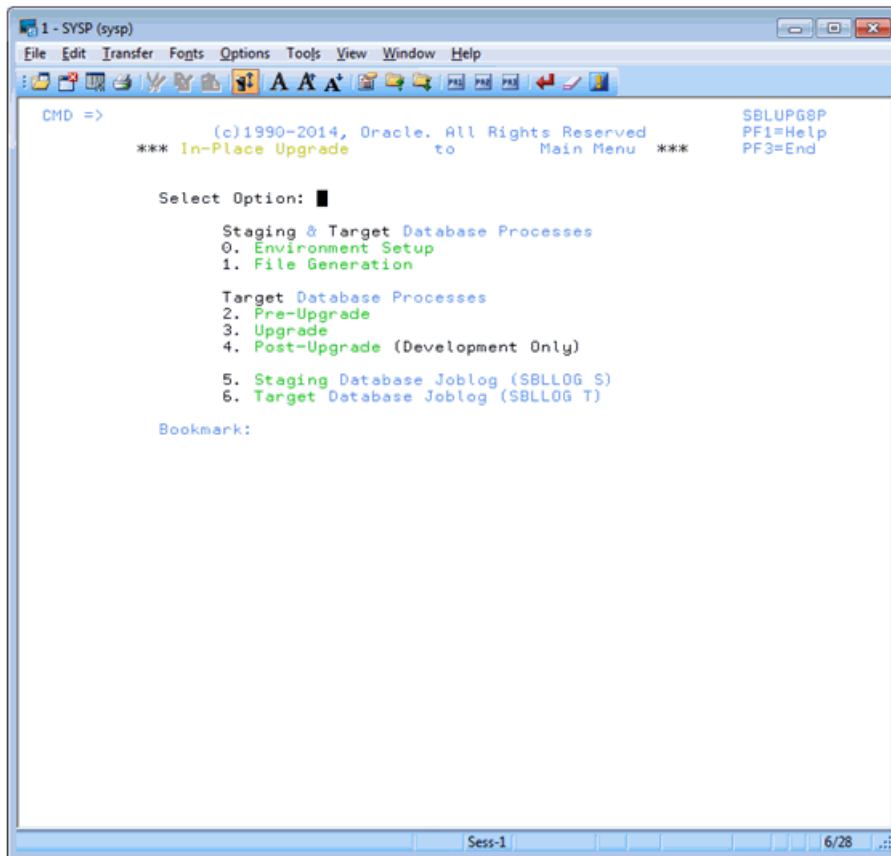 1 - SYSP (sysp)
File Edit Transfer Fonts Options Tools View Window Help
CMD => SBLUPG8P
(c)1990-2014, Oracle. All Rights Reserved PF1=Help
*** In-Place Upgrade to Main Menu *** PF3=End
Select Option:
Staging & Target Database Processes
0. Environment Setup
1. File Generation
Target Database Processes
2. Pre-Upgrade
3. Upgrade
4. Post-Upgrade (Development Only)
5. Staging Database Joblog (SBLLOG S)
6. Target Database Joblog (SBLLOG T)
Bookmark:
Sess-1 6/28